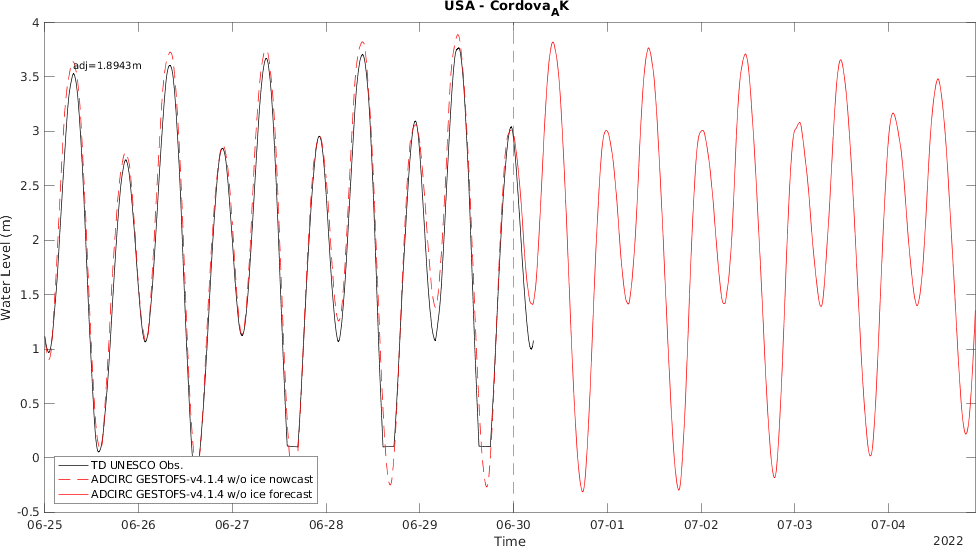 USA - Cordova_AK
4
3.5
3
2.5
2
1.5
1
0.5
0
-0.5
Water Level (m)
adj=1.8943m
TD UNESCO Obs.
ADCIRC GESTOFS-v4.1.4 w/o ice nowcast
ADCIRC GESTOFS-v4.1.4 w/o ice forecast
06-25 06-26 06-27 06-28 06-29 06-30 07-01 07-02 07-03 07-04
Time
2022